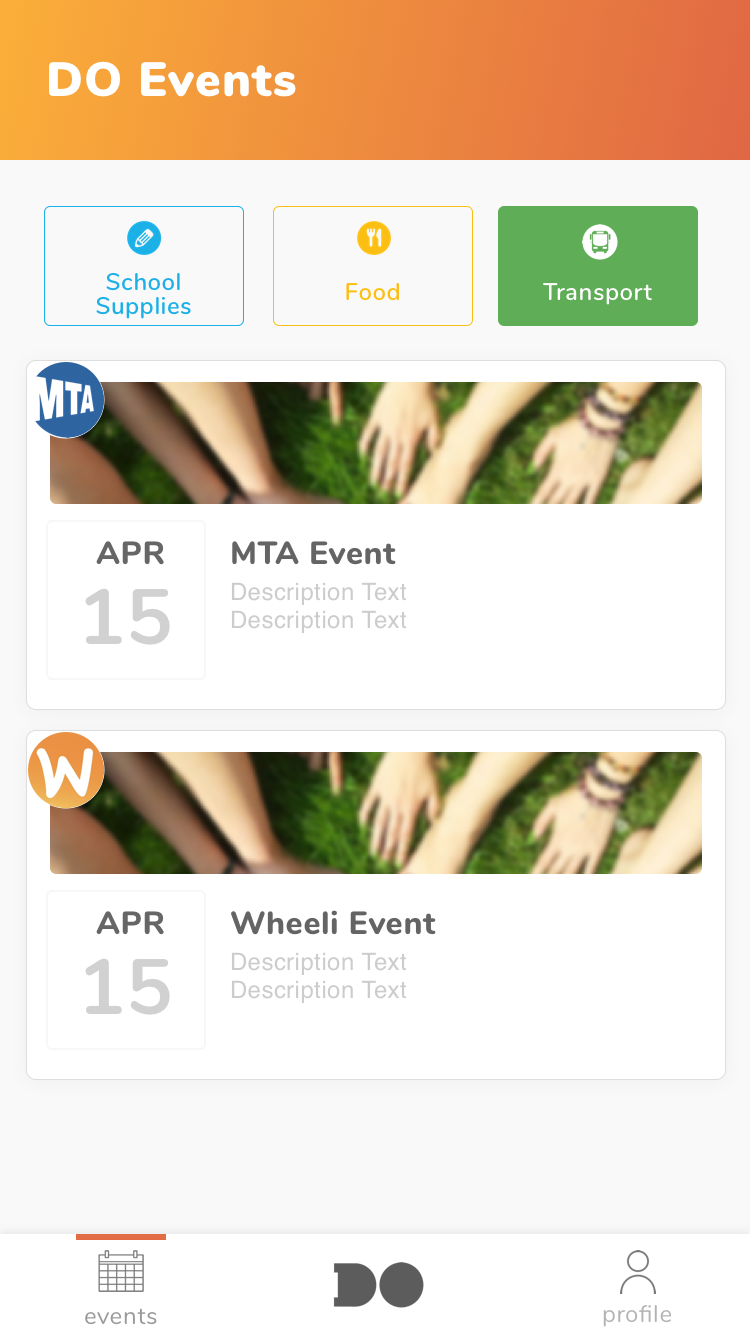 DO Events
School
Supplies
Food
Transport
MTA
APR
15
MTA Event
Description Text
Description Text
W
APR
15
Wheeli Event
Description Text
Description Text
events
DO
profile